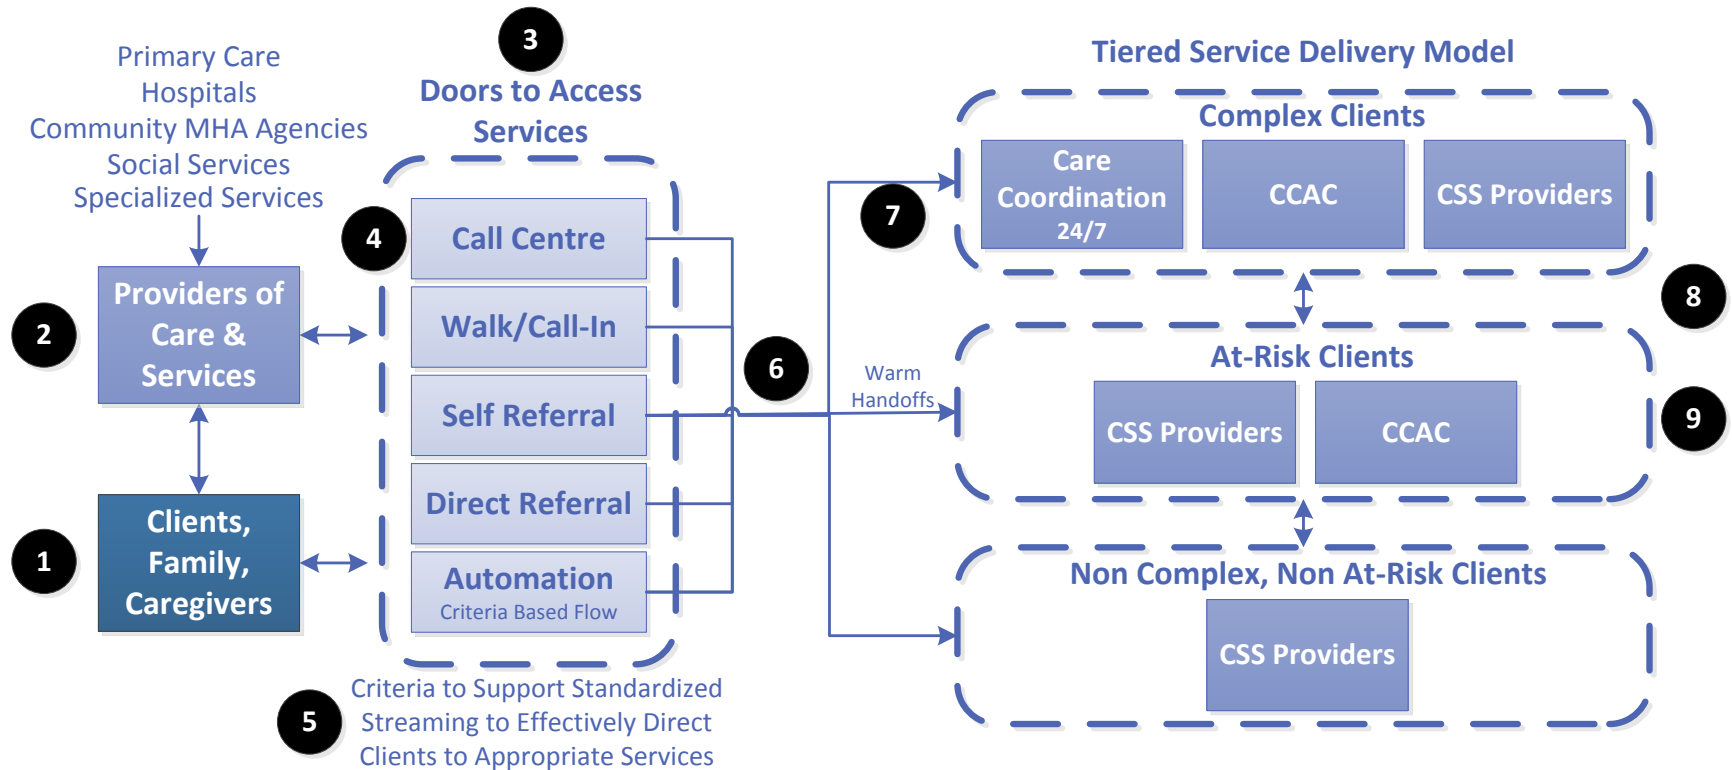 Primary Care
Hospitals
Community MHA Agencies
Social Services
Specialized Services
2
Providers of
Care &
Services
1
Clients,
Family,
Caregivers
3
Doors to Access
Services
4
Call Centre
Walk/Call-In
Self Referral
Direct Referral
Automation
Criteria Based Flow
5
Criteria to Support Standardized
Streaming to Effectively Direct
Clients to Appropriate Services
6
7
Warm
Handoffs
Tiered Service Delivery Model
Complex Clients
Care
Coordination
24/7
CCAC
CSS Providers
8
At-Risk Clients
CSS Providers
CCAC
9
Non Complex, Non At-Risk Clients
CSS Providers